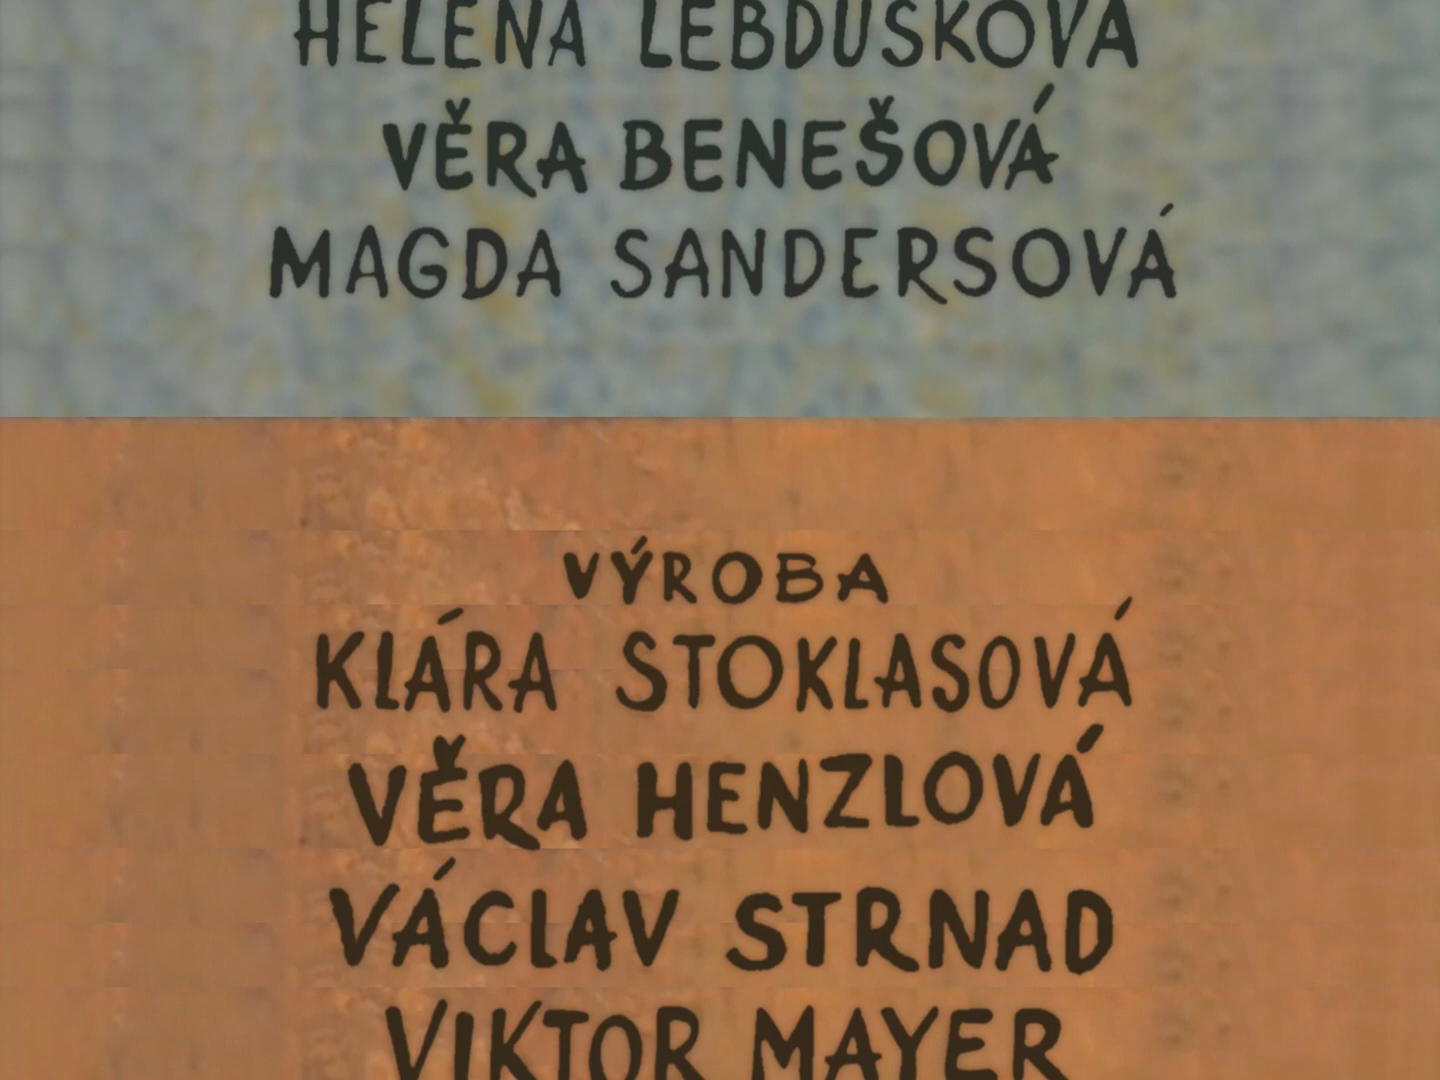 HELENA LEBDUŠKOVÁ
VĚRA BENEŠOVÁ
MAGDA SANDERSOVÁ
VÝROBA
KLÁRA STOKLASOVÁ
VĚRA HENZLOVÁ
VÁCLAV STRNAD
VIKTOR MAYER